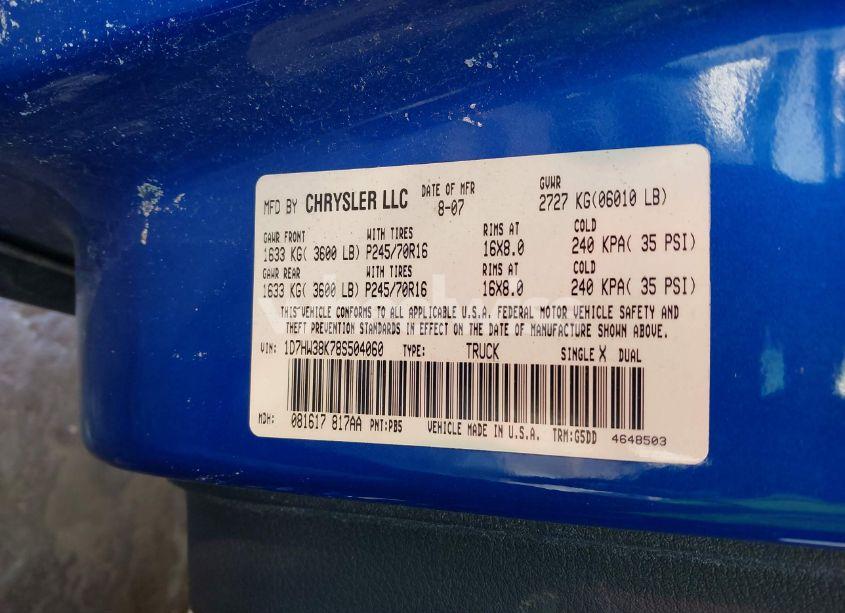 MFD BY CHRYSLER LLC DATE OF MFR 8-07 GVWR 2727 KG(06010 LB)
GAWR FRONT WITH TIRES RIMS AT COLD
1633 KG( 3600 LB) P245/70R16 16X8.0 240 KPA( 35 PSI)
GAWR REAR WITH TIRES RIMS AT COLD
1633 KG( 3600 LB) P245/70R16 16X8.0 240 KPA( 35 PSI)
THIS VEHICLE CONFORMS TO ALL APPLICABLE U.S.A. FEDERAL MOTOR VEHICLE SAFETY AND
THEFT PREVENTION STANDARDS IN EFFECT ON THE DATE OF MANUFACTURE SHOWN ABOVE.
VIN: 1D7HW38K78S504060 TYPE: TRUCK SINGLE X DUAL
MDH: 081617 817AA PNT:PB5 VEHICLE MADE IN U.S.A. TRM:G5DD 4648503